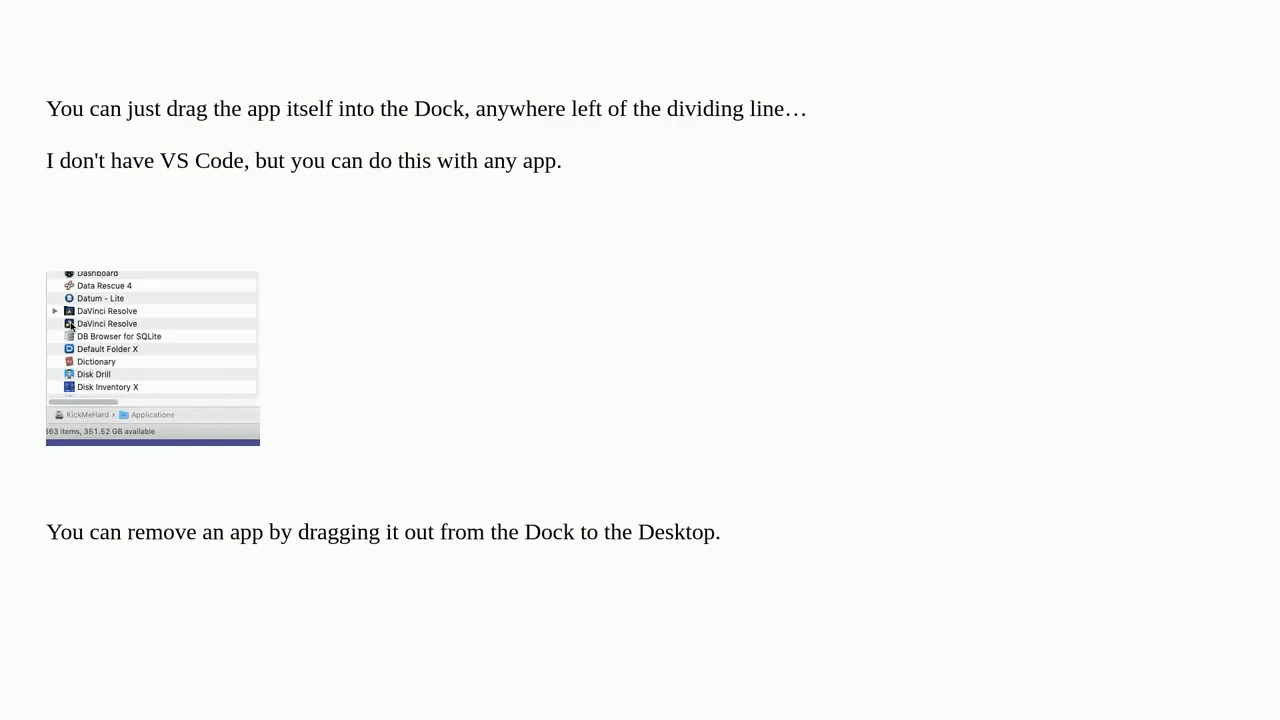 You can just drag the app itself into the Dock, anywhere left of the dividing line…
I don't have VS Code, but you can do this with any app.
Dashboard
Data Rescue 4
Datum - Lite
DaVinci Resolve
DaVinci Resolve
DB Browser for SQLite
Default Folder X
Dictionary
Disk Drill
Disk Inventory X
KickMeHard › Applications
363 items, 351.52 GB available
You can remove an app by dragging it out from the Dock to the Desktop.